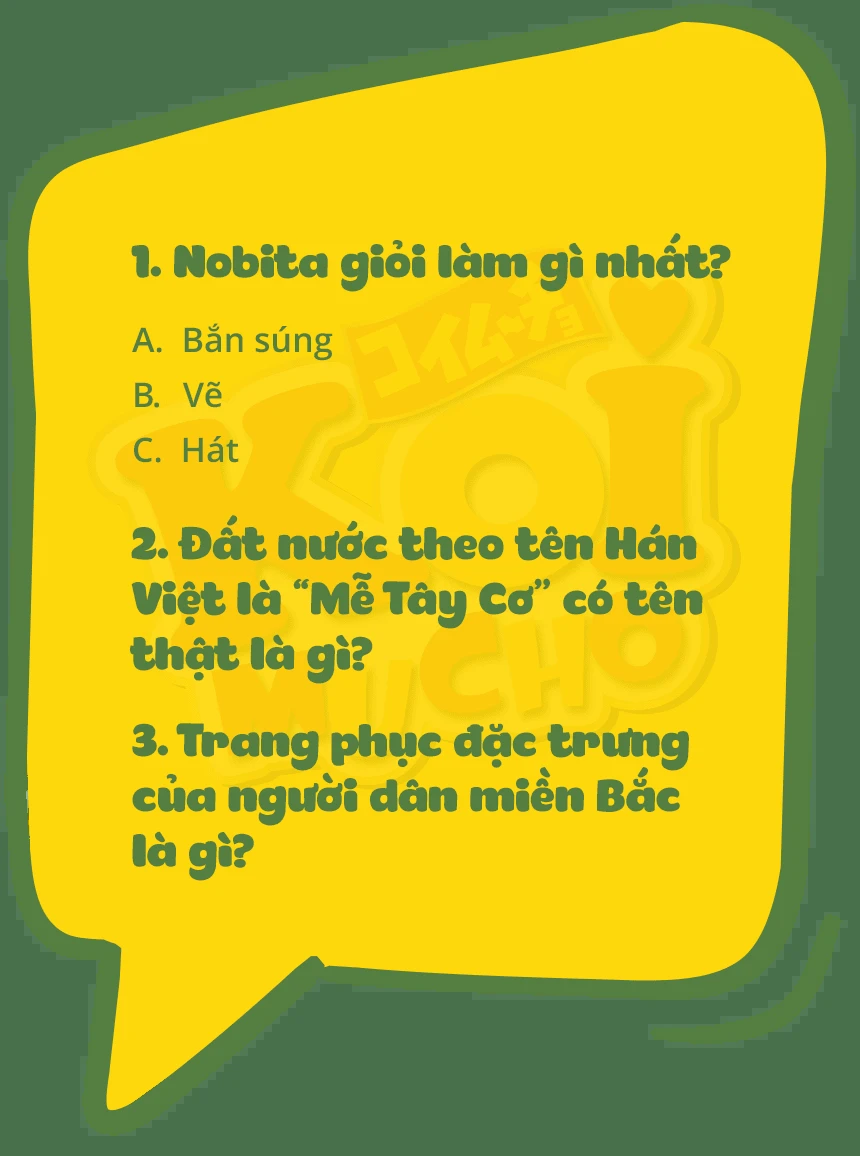 1. Nobita giỏi làm gì nhất?
コイムーチョ
A. Bắn súng
B. Vẽ
C. Hát
KOI
2. Đất nước theo tên Hán
Việt là “Mễ Tây Cơ” có tên
thật là gì?
MUCHO
3. Trang phục đặc trưng
của người dân miền Bắc
là gì?